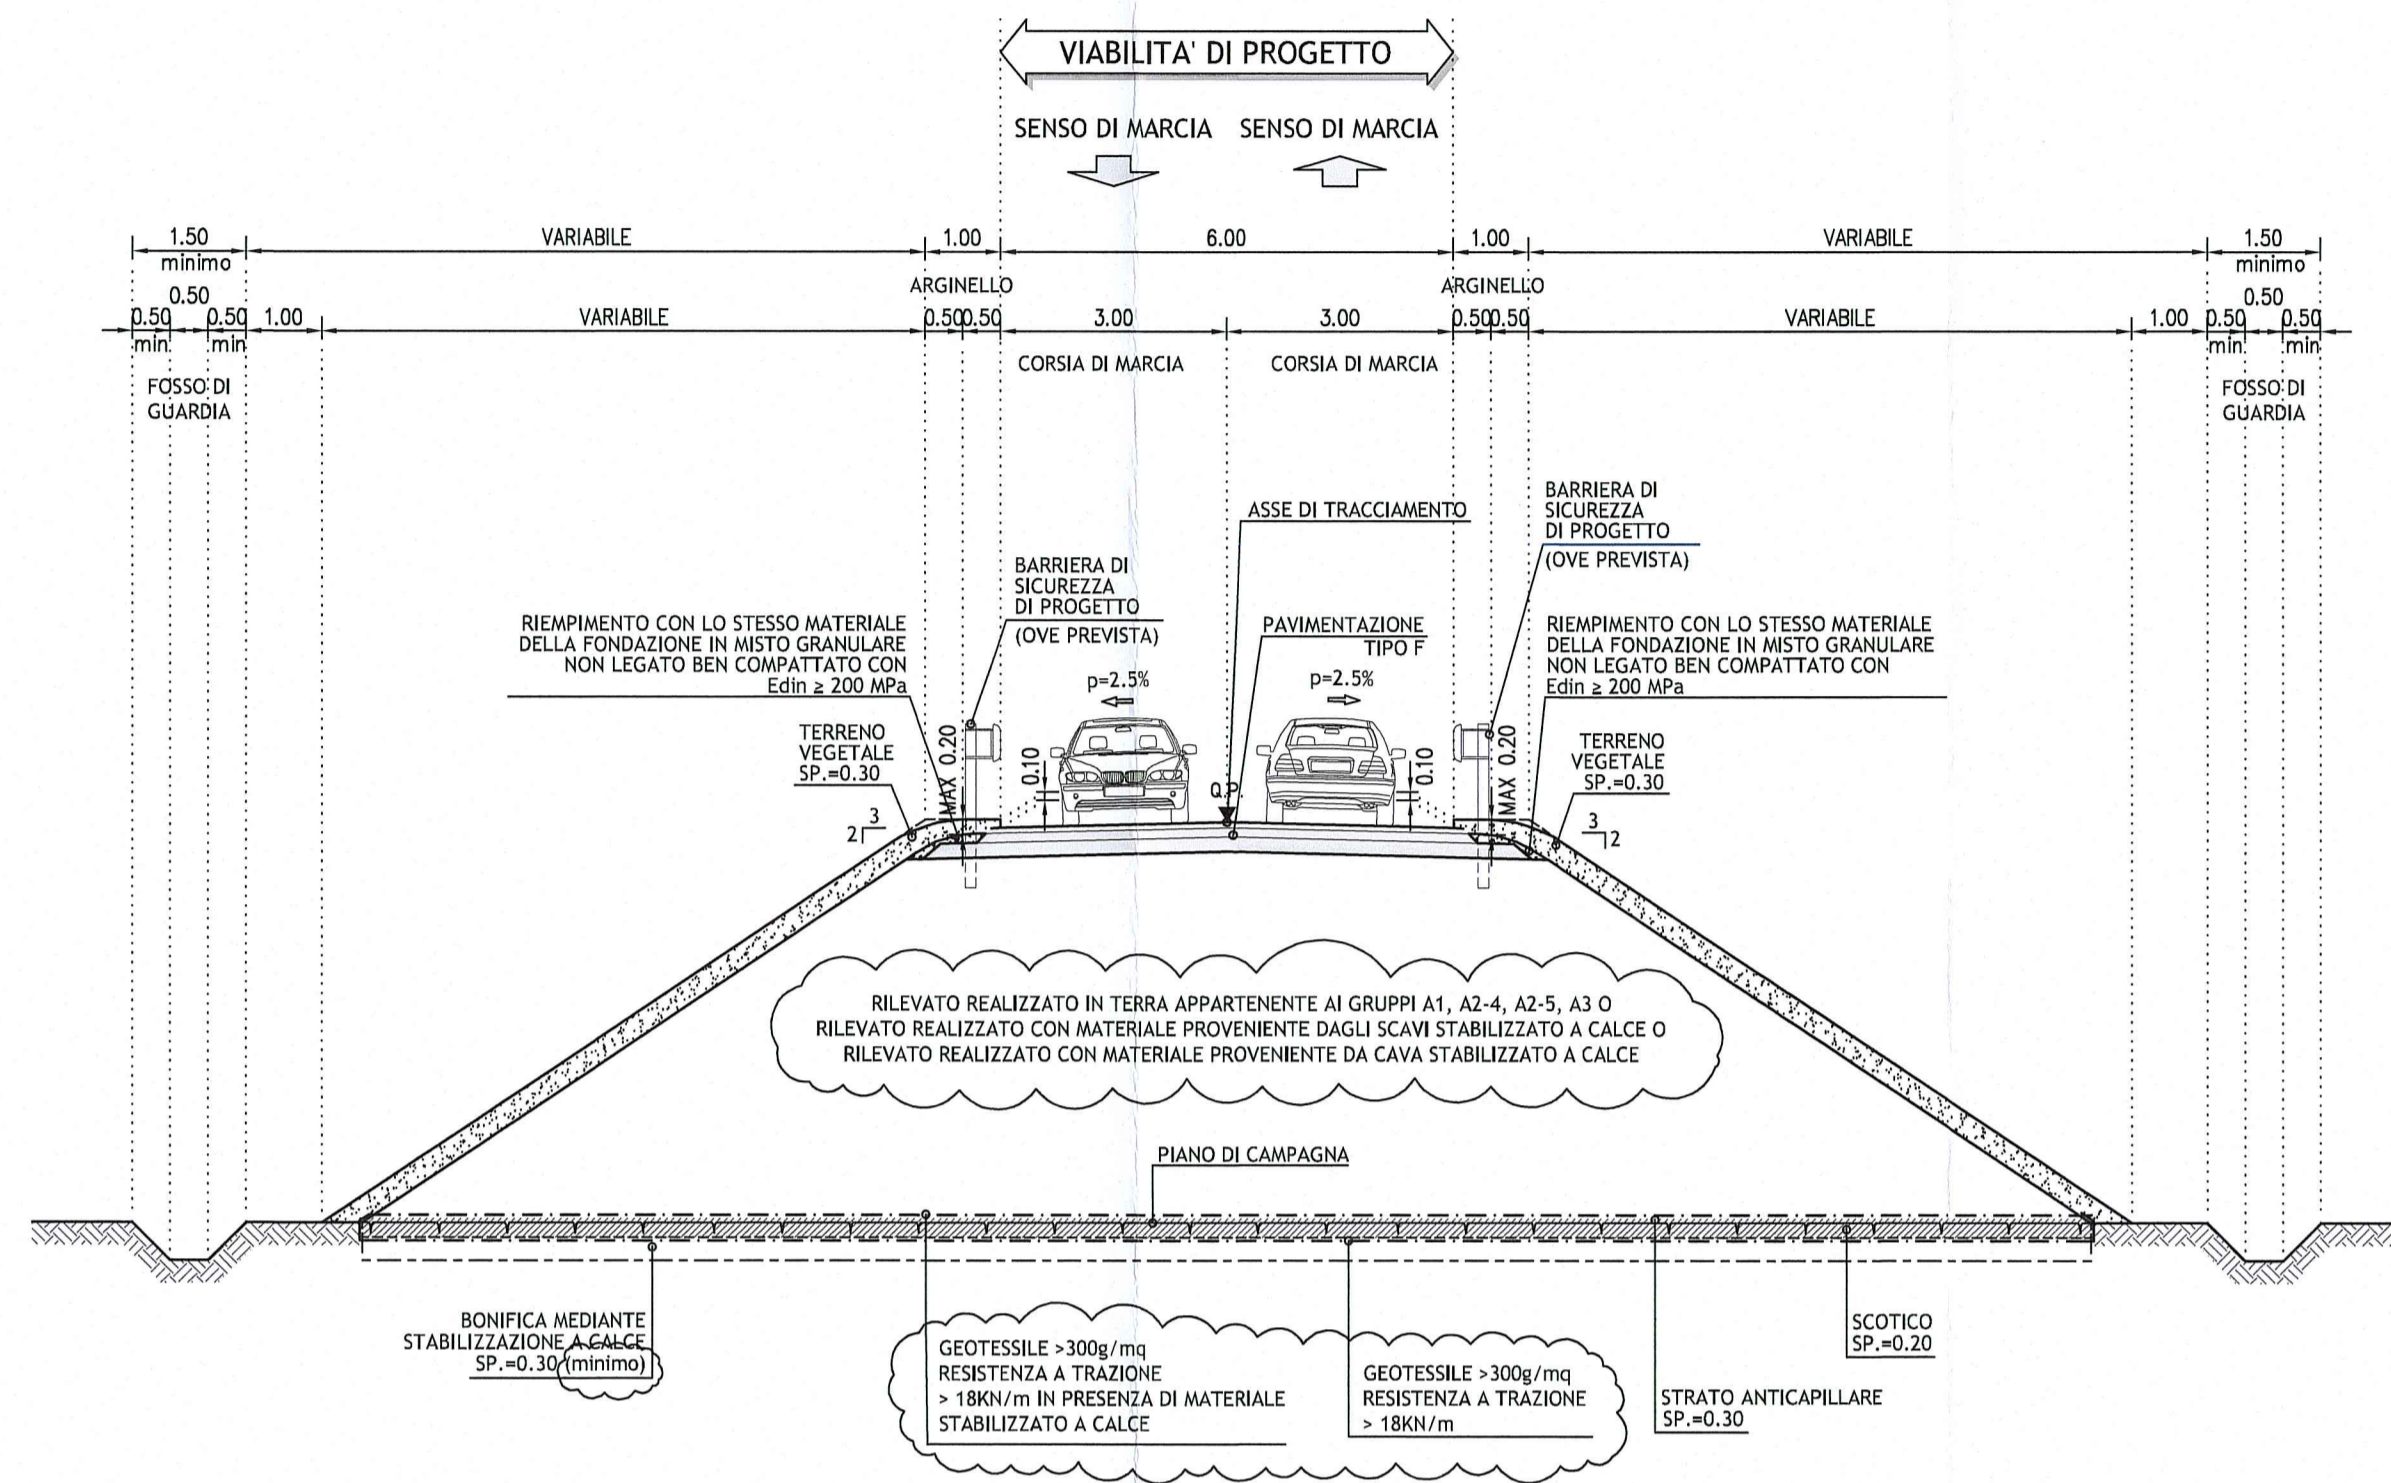 VIABILITA' DI PROGETTO
SENSO DI MARCIA SENSO DI MARCIA
1.50 VARIABILE 1.00 6.00 1.00 VARIABILE 1.50
minimo minimo
ARGINELLO ARGINELLO
0.50 0.50
0.50 0.50 1.00 VARIABILE 0.50 0.50 3.00 3.00 0.50 0.50 VARIABILE 1.00 0.50 0.50
min min min min
CORSIA DI MARCIA CORSIA DI MARCIA
FOSSO DI
GUARDIA
FOSSO DI
GUARDIA
ASSE DI TRACCIAMENTO
BARRIERA DI
SICUREZZA
DI PROGETTO
(OVE PREVISTA)
BARRIERA DI
SICUREZZA
DI PROGETTO
(OVE PREVISTA)
RIEMPIMENTO CON LO STESSO MATERIALE
DELLA FONDAZIONE IN MISTO GRANULARE
NON LEGATO BEN COMPATTATO CON
Edin ≥ 200 MPa
PAVIMENTAZIONE
TIPO F
RIEMPIMENTO CON LO STESSO MATERIALE
DELLA FONDAZIONE IN MISTO GRANULARE
NON LEGATO BEN COMPATTATO CON
Edin ≥ 200 MPa
p=2.5% p=2.5%
TERRENO
VEGETALE
SP.=0.30
MAX 0.20
0.10
Q.P.
0.10
MAX 0.20
TERRENO
VEGETALE
SP.=0.30
3
2
3
2
RILEVATO REALIZZATO IN TERRA APPARTENENTE AI GRUPPI A1, A2-4, A2-5, A3 O
RILEVATO REALIZZATO CON MATERIALE PROVENIENTE DAGLI SCAVI STABILIZZATO A CALCE O
RILEVATO REALIZZATO CON MATERIALE PROVENIENTE DA CAVA STABILIZZATO A CALCE
PIANO DI CAMPAGNA
BONIFICA MEDIANTE
STABILIZZAZIONE A CALCE
SP.=0.30 (minimo)
GEOTESSILE >300g/mq
RESISTENZA A TRAZIONE
> 18KN/m IN PRESENZA DI MATERIALE
STABILIZZATO A CALCE
GEOTESSILE >300g/mq
RESISTENZA A TRAZIONE
> 18KN/m
SCOTICO
SP.=0.20
STRATO ANTICAPILLARE
SP.=0.30